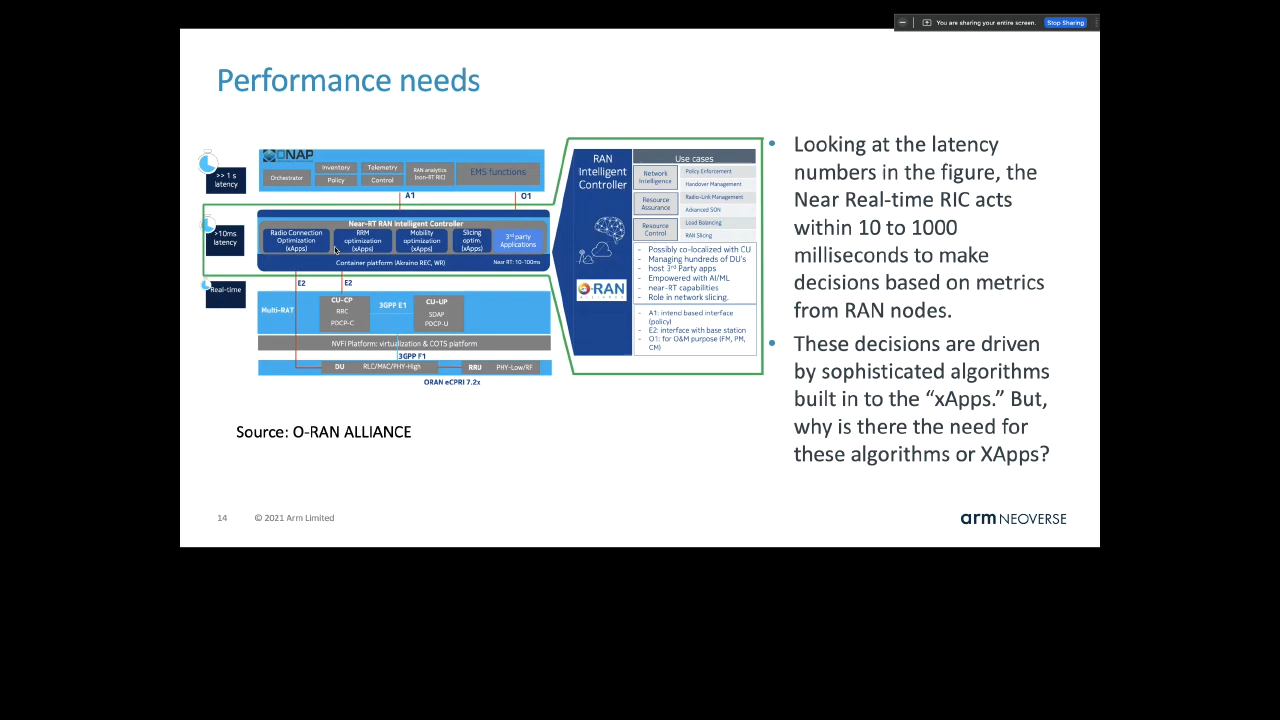 You are sharing your entire screen.
Stop Sharing
Performance needs
>> 1 s
latency
ONAP
Orchestrator
Inventory
Policy
Telemetry
Control
RAN analytics
(non-RT RIC)
EMS functions
A1
O1
>10ms
latency
Near-RT RAN Intelligent Controller
Radio Connection
Optimization
(xApps)
RRM
optimization
(xApps)
Mobility
optimization
(xApps)
Slicing
optim.
(xApps)
3rd party
Applications
Container platform (Akraino REC, WR)
Near RT: 10-100ms
Real-time
E2
E2
Multi-RAT
CU-CP
RRC
PDCP-C
3GPP E1
CU-UP
SDAP
PDCP-U
NVFI Platform: virtualization & COTS platform
3GPP F1
DU
RLC/MAC/PHY-High
RRU
PHY-Low/RF
ORAN eCPRI 7.2x
RAN
Intelligent
Controller
O-RAN
ALLIANCE
Use cases
Network
Intelligence
Policy Enforcement
Handover Management
Resource
Assurance
Radio-Link Management
Advanced SON
Resource
Control
Load Balancing
RAN Slicing
- Possibly co-localized with CU
- Managing hundreds of DU's
- host 3rd Party apps
- Empowered with AI/ML
- near-RT capabilities
- Role in network slicing.
- A1: intend based interface
(policy)
- E2: interface with base station
- O1: for O&M purpose (FM, PM,
CM)
Source: O-RAN ALLIANCE
• Looking at the latency
numbers in the figure, the
Near Real-time RIC acts
within 10 to 1000
milliseconds to make
decisions based on metrics
from RAN nodes.
• These decisions are driven
by sophisticated algorithms
built in to the “xApps.” But,
why is there the need for
these algorithms or XApps?
14
© 2021 Arm Limited
arm NEOVERSE